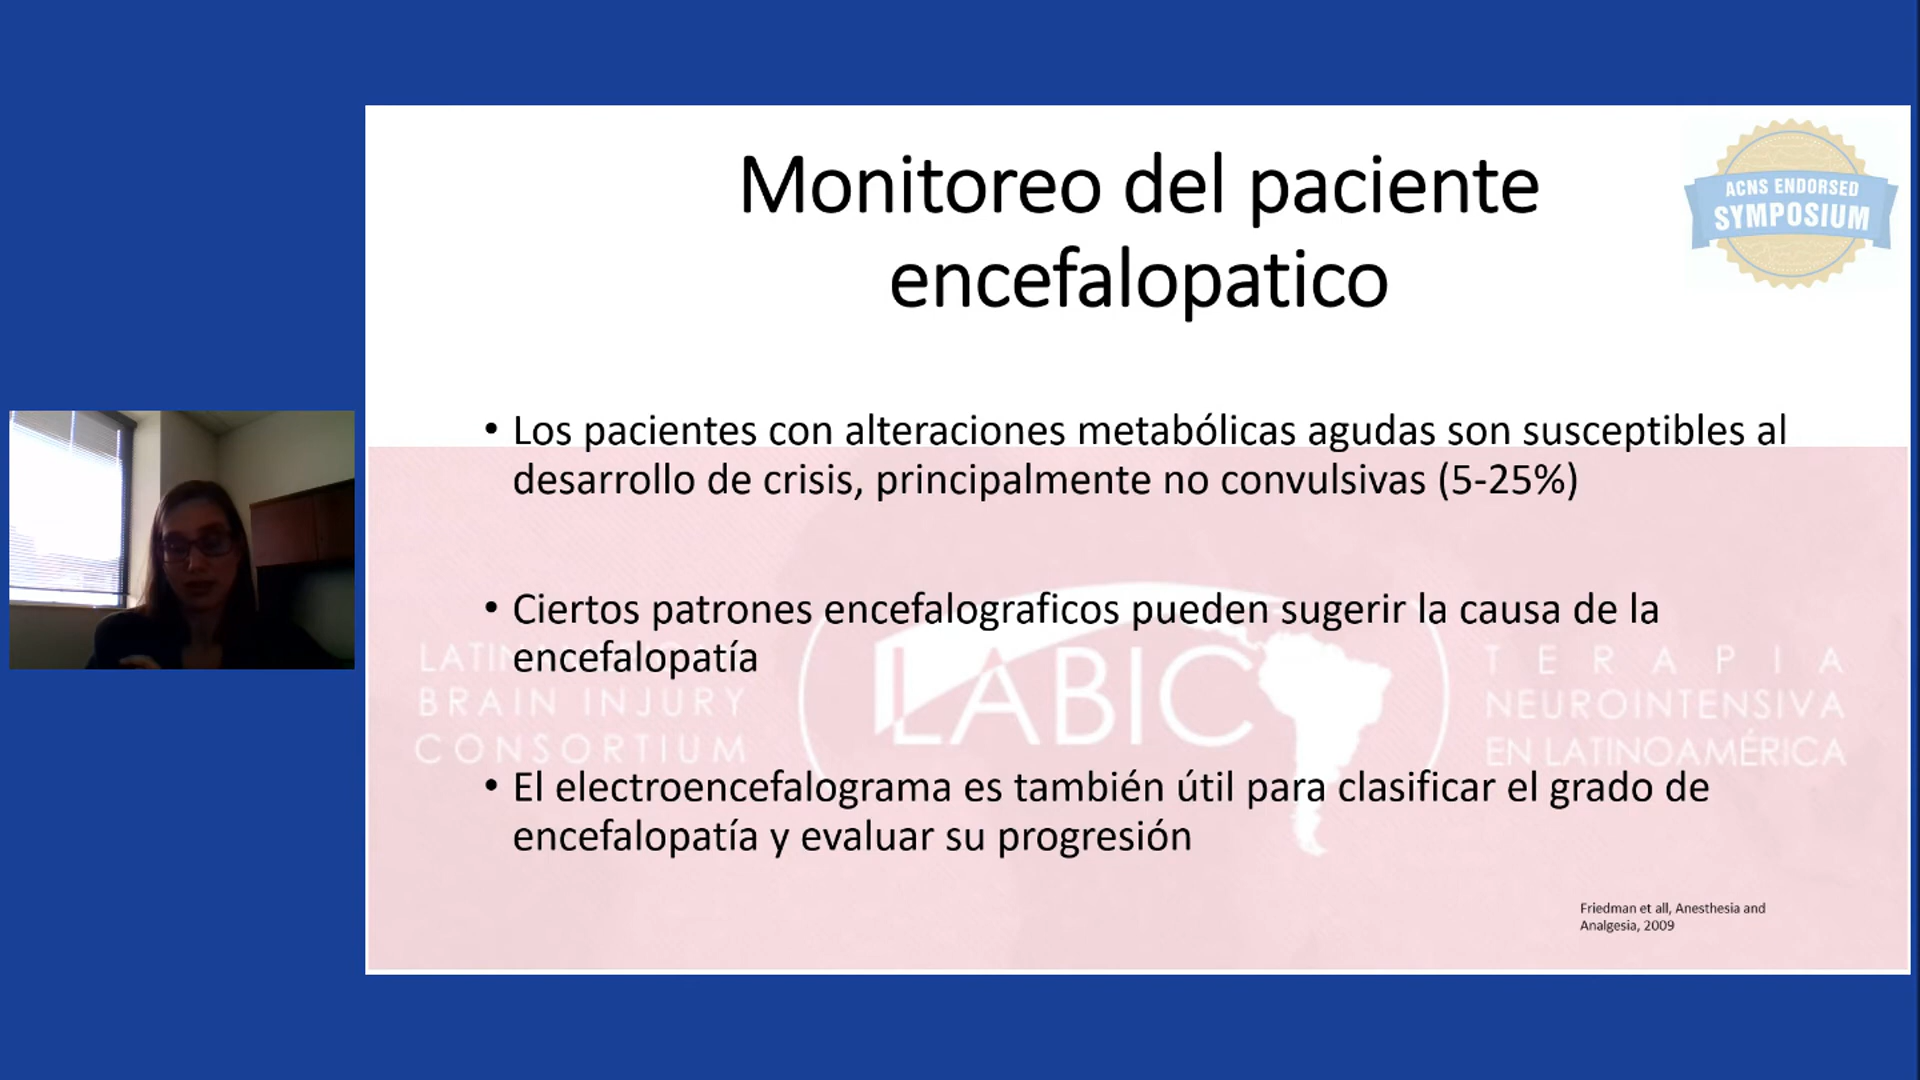 Monitoreo del paciente
encefalopatico
ACNS ENDORSED
SYMPOSIUM
• Los pacientes con alteraciones metabólicas agudas son susceptibles al
desarrollo de crisis, principalmente no convulsivas (5-25%)
• Ciertos patrones encefalograficos pueden sugerir la causa de la
encefalopatía
BRAIN INJURY
CONSORTIUM
LABIC
TERAPIA
NEUROINTENSIVA
EN LATINOAMÉRICA
• El electroencefalograma es también útil para clasificar el grado de
encefalopatía y evaluar su progresión
Friedman et all, Anesthesia and
Analgesia, 2009